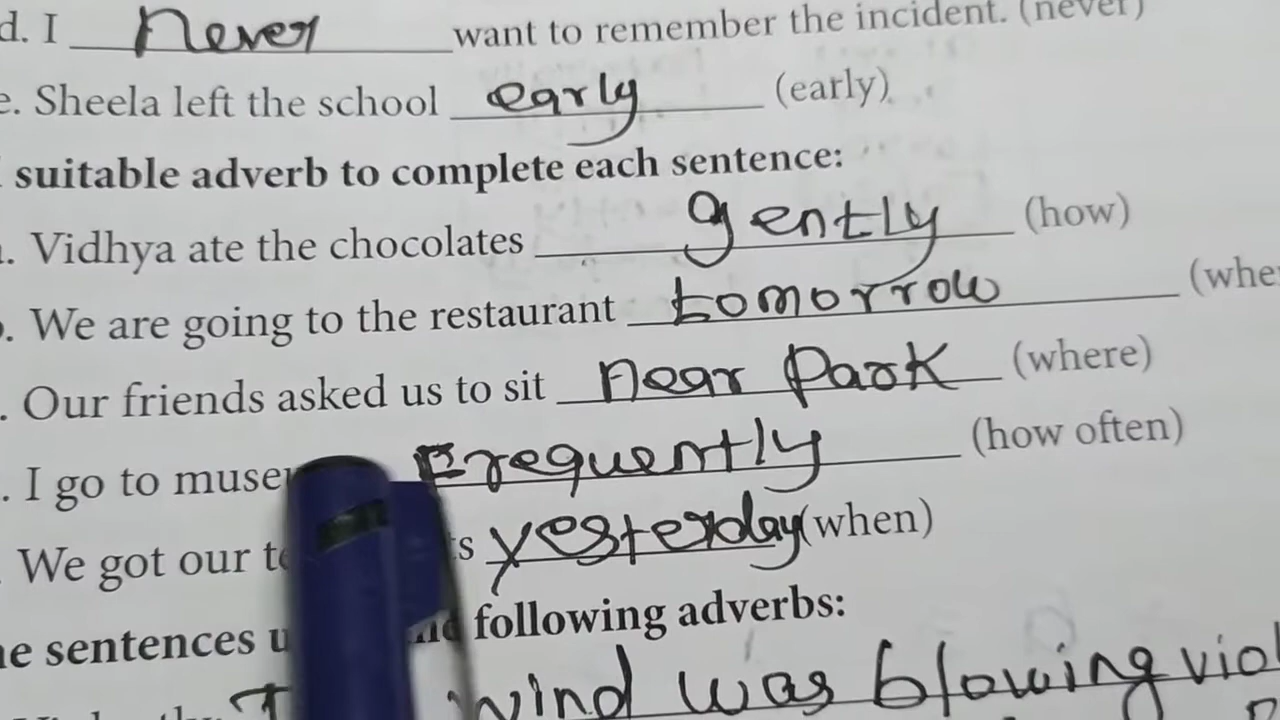 d. I never want to remember the incident. (never)
e. Sheela left the school early (early)
suitable adverb to complete each sentence:
. Vidhya ate the chocolates gently (how)
. We are going to the restaurant tomorrow
. Our friends asked us to sit near park (where)
. I go to Frequently (how often)
We got our yesterday (when)
sentences following adverbs:
wind was blowing